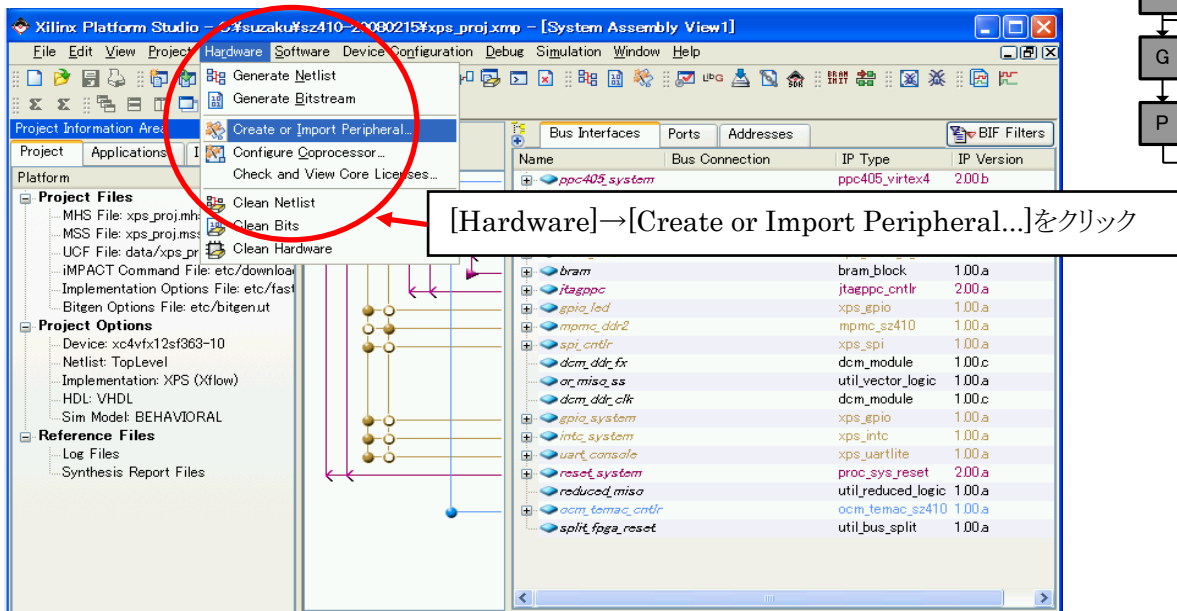 Xilinx Platform Studio - C:¥suzaku¥sz410-20080215¥xps_proj.xmp - [System Assembly View1]
File Edit View Project Hardware Software Device Configuration Debug Simulation Window Help
Generate Netlist
Generate Bitstream
Create or Import Peripheral...
Configure Coprocessor...
Check and View Core Licenses...
Clean Netlist
Clean Bits
Clean Hardware
Project Information Area
Project Applications I
Platform
Project Files
MHS File: xps_proj.mh
MSS File: xps_proj.mss
UCF File: data/xps_pr
iMPACT Command File: etc/downloa
Implementation Options File: etc/fast
Bitgen Options File: etc/bitgen.ut
Project Options
Device: xc4vfx12sf363-10
Netlist: TopLevel
Implementation: XPS (Xflow)
HDL: VHDL
Sim Model: BEHAVIORAL
Reference Files
Log Files
Synthesis Report Files
Bus Interfaces Ports Addresses BIF Filters
Name Bus Connection IP Type IP Version
ppc405_system ppc405_virtex4 2.00.b
[Hardware]→[Create or Import Peripheral...]をクリック
bram bram_block 1.00.a
jtagppc jtagppc_cntlr 2.00.a
gpio_led xps_gpio 1.00.a
mpmc_ddr2 mpmc_sz410 1.00.a
spi_cntlr xps_spi 1.00.a
dcm_ddr_fx dcm_module 1.00.c
or_miso_ss util_vector_logic 1.00.a
dcm_ddr_clk dcm_module 1.00.c
gpio_system xps_gpio 1.00.a
intc_system xps_intc 1.00.a
uart_console xps_uartlite 1.00.a
reset_system proc_sys_reset 2.00.a
reduced_miso util_reduced_logic 1.00.a
ocm_temac_cntlr ocm_temac_sz410 1.00.a
split_fpga_reset util_bus_split 1.00.a
G
P